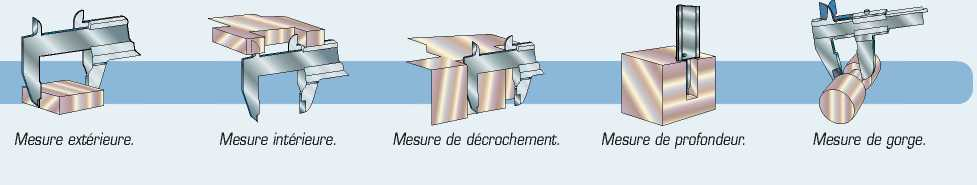 Mesure extérieure.
Mesure intérieure.
Mesure de décrochement.
Mesure de profondeur.
Mesure de gorge.